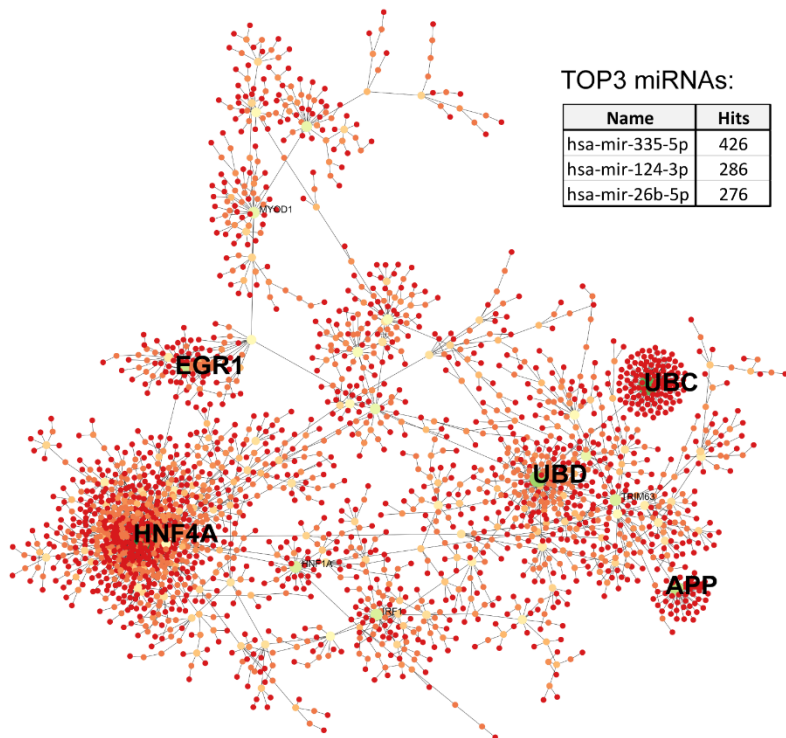 TOP3 miRNAs:
Name Hits
hsa-mir-335-5p 426
hsa-mir-124-3p 286
hsa-mir-26b-5p 276
MYOD1
EGR1
UBC
UBD
TRIM63
HNF4A
HNF1A
APP
IRF1